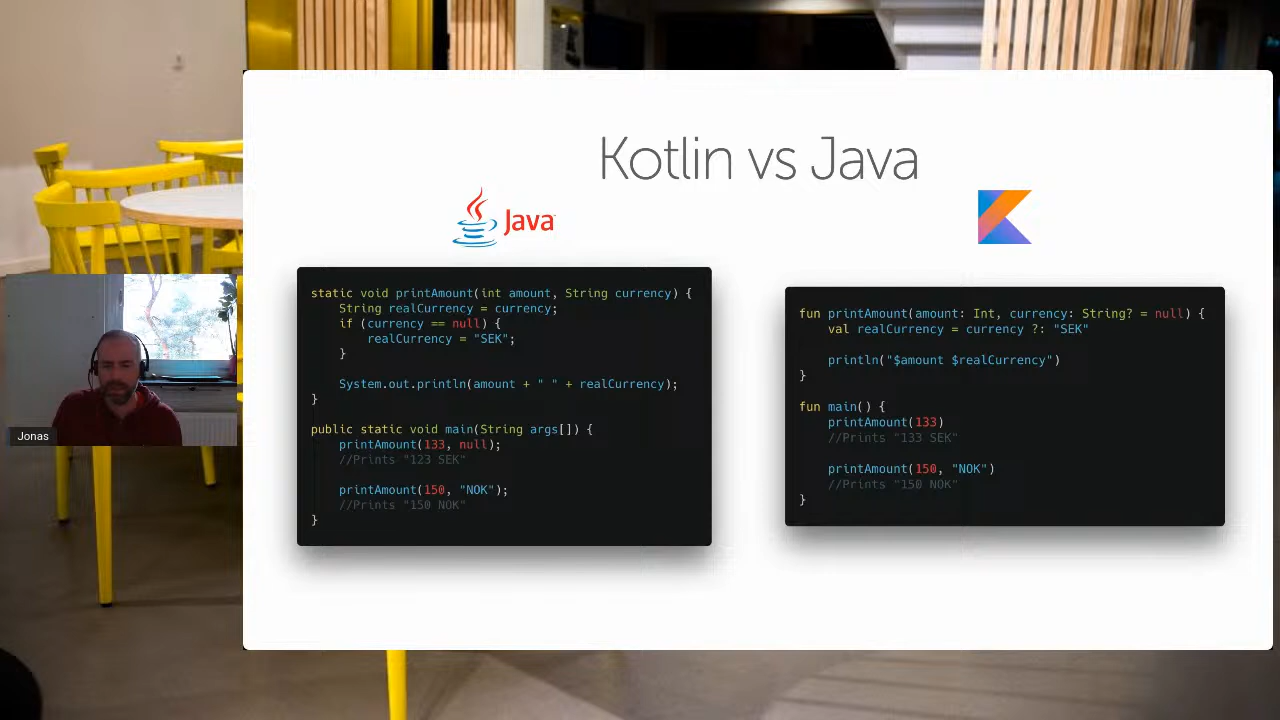 Kotlin vs Java
Java
static void printAmount(int amount, String currency) {
    String realCurrency = currency;
    if (currency == null) {
        realCurrency = "SEK";
    }
    System.out.println(amount + " " + realCurrency);
}
public static void main(String args[]) {
    printAmount(133, null);
    //Prints "123 SEK"
    printAmount(150, "NOK");
    //Prints "150 NOK"
}
fun printAmount(amount: Int, currency: String? = null) {
    val realCurrency = currency ?: "SEK"
    println("$amount $realCurrency")
}
fun main() {
    printAmount(133)
    //Prints "133 SEK"
    printAmount(150, "NOK")
    //Prints "150 NOK"
}
Jonas